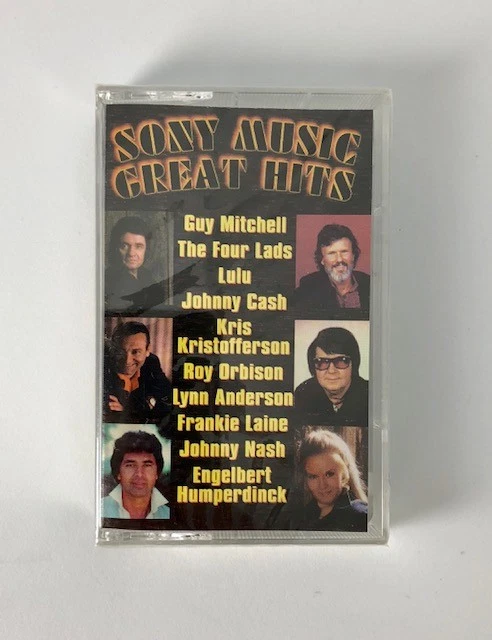 SONY MUSIC
GREAT HITS
Guy Mitchell
The Four Lads
Lulu
Johnny Cash
Kris
Kristofferson
Roy Orbison
Lynn Anderson
Frankie Laine
Johnny Nash
Engelbert
Humperdinck